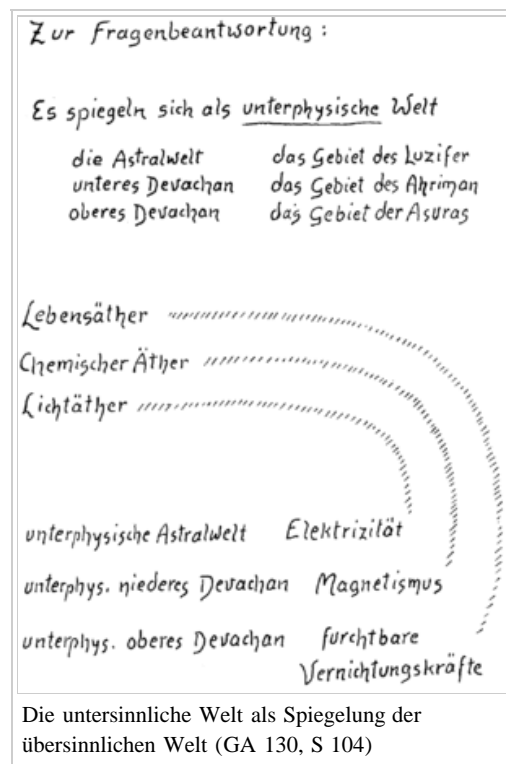 Zur Fragenbeantwortung:
Es spiegeln sich als unterphysische Welt
die Astralwelt das Gebiet des Luzifer
unteres Devachan das Gebiet des Ahriman
oberes Devachan das Gebiet der Asuras
Lebensäther
Chemischer Äther
Lichtäther
unterphysische Astralwelt Elektrizität
unterphys. niederes Devachan Magnetismus
unterphys. oberes Devachan furchtbare
Vernichtungskräfte
Die untersinnliche Welt als Spiegelung der
übersinnlichen Welt (GA 130, S 104)